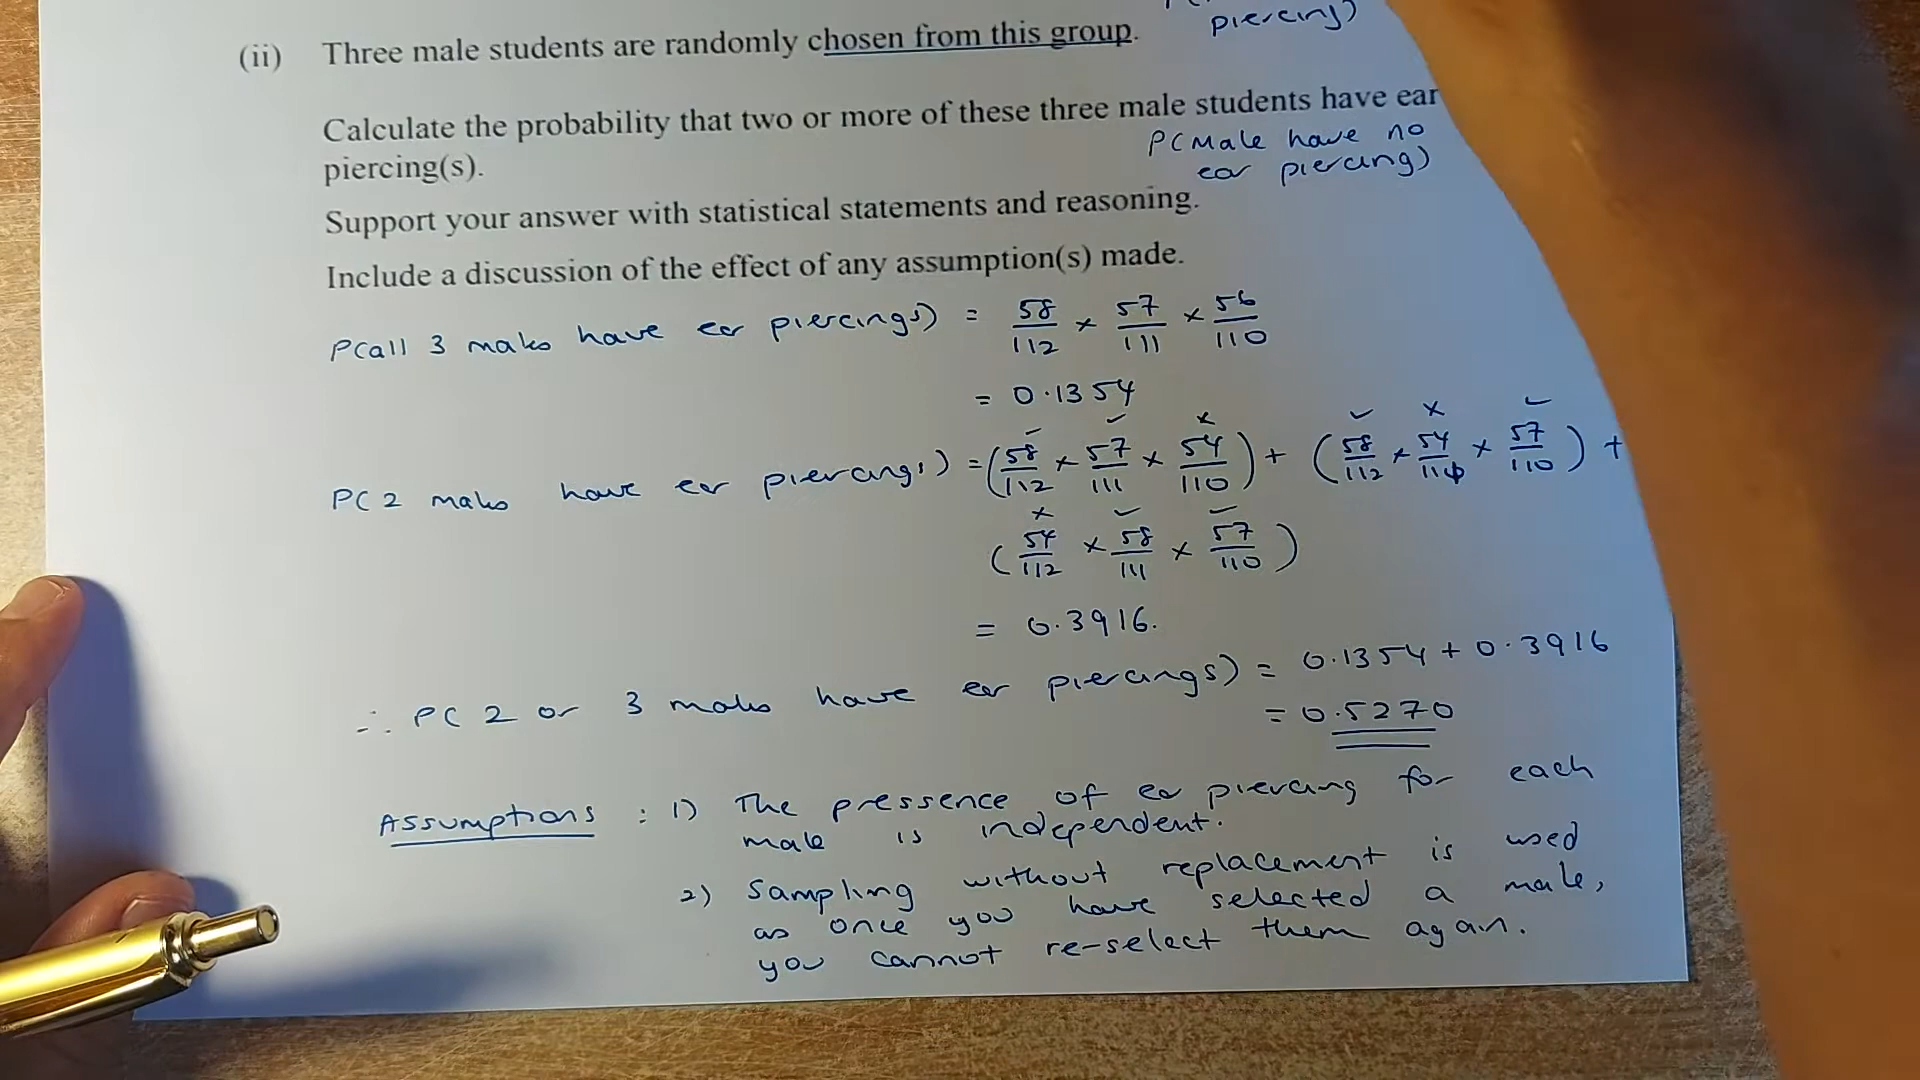 piercing)
(ii) Three male students are randomly chosen from this group.
Calculate the probability that two or more of these three male students have ear
piercing(s).
P(Male have no
ear piercing)
Support your answer with statistical statements and reasoning.
Include a discussion of the effect of any assumption(s) made.
P(all 3 males have ear piercings) = 58/112 × 57/111 × 56/110
= 0.1354
P(2 males have ear piercings) = (58/112 × 57/111 × 54/110) + (58/112 × 54/111 × 57/110) +
(54/112 × 58/111 × 57/110)
= 0.3916.
∴ P(2 or 3 males have ear piercings) = 0.1354 + 0.3916
= 0.5270
Assumptions : 1) The pressence of ear piercing for each
male is independent.
2) Sampling without replacement is used
as once you have selected a male,
you cannot re-select them again.